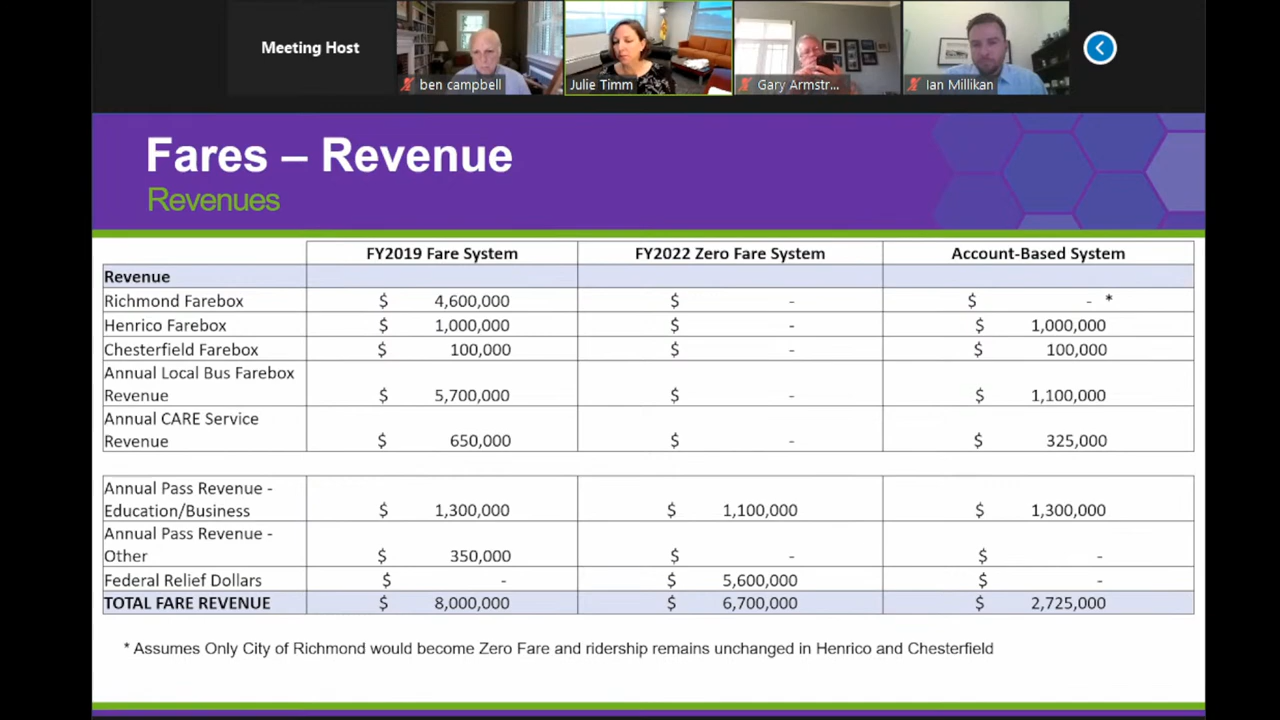 Meeting Host
ben campbell
Julie Timm
Gary Armstr...
Ian Millikan
Fares – Revenue
Revenues
FY2019 Fare System FY2022 Zero Fare System Account-Based System
Revenue
Richmond Farebox $ 4,600,000 $ - $ - *
Henrico Farebox $ 1,000,000 $ - $ 1,000,000
Chesterfield Farebox $ 100,000 $ - $ 100,000
Annual Local Bus Farebox
Revenue $ 5,700,000 $ - $ 1,100,000
Annual CARE Service
Revenue $ 650,000 $ - $ 325,000
Annual Pass Revenue -
Education/Business $ 1,300,000 $ 1,100,000 $ 1,300,000
Annual Pass Revenue -
Other $ 350,000 $ - $ -
Federal Relief Dollars $ - $ 5,600,000 $ -
TOTAL FARE REVENUE $ 8,000,000 $ 6,700,000 $ 2,725,000
* Assumes Only City of Richmond would become Zero Fare and ridership remains unchanged in Henrico and Chesterfield